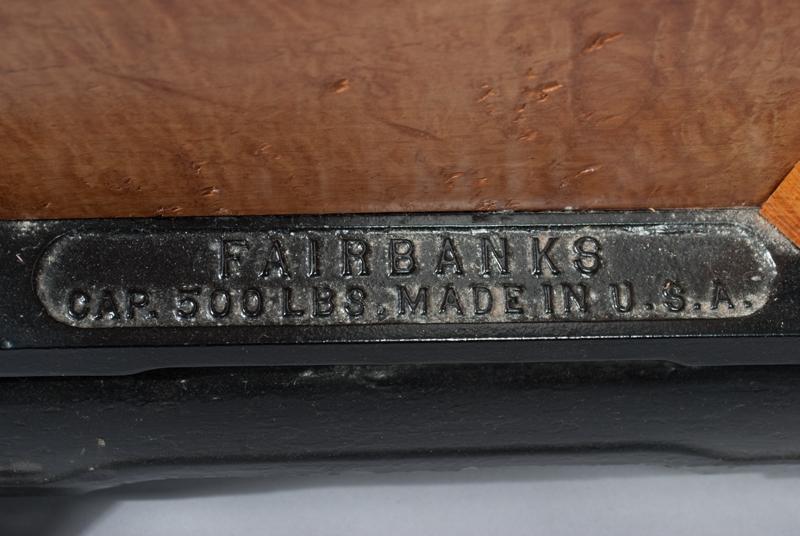 FAIRBANKS
CAP. 500 LBS. MADE IN U.S.A.